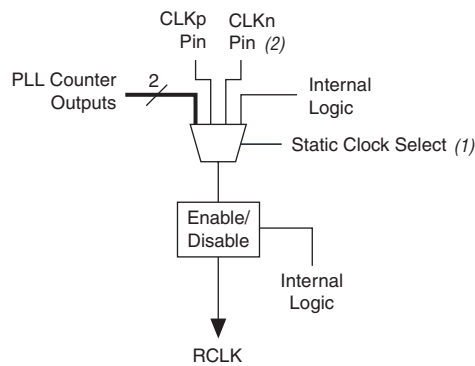 CLKp
Pin
CLKn
Pin (2)
PLL Counter
Outputs
2
Internal
Logic
Static Clock Select (1)
Enable/
Disable
Internal
Logic
RCLK